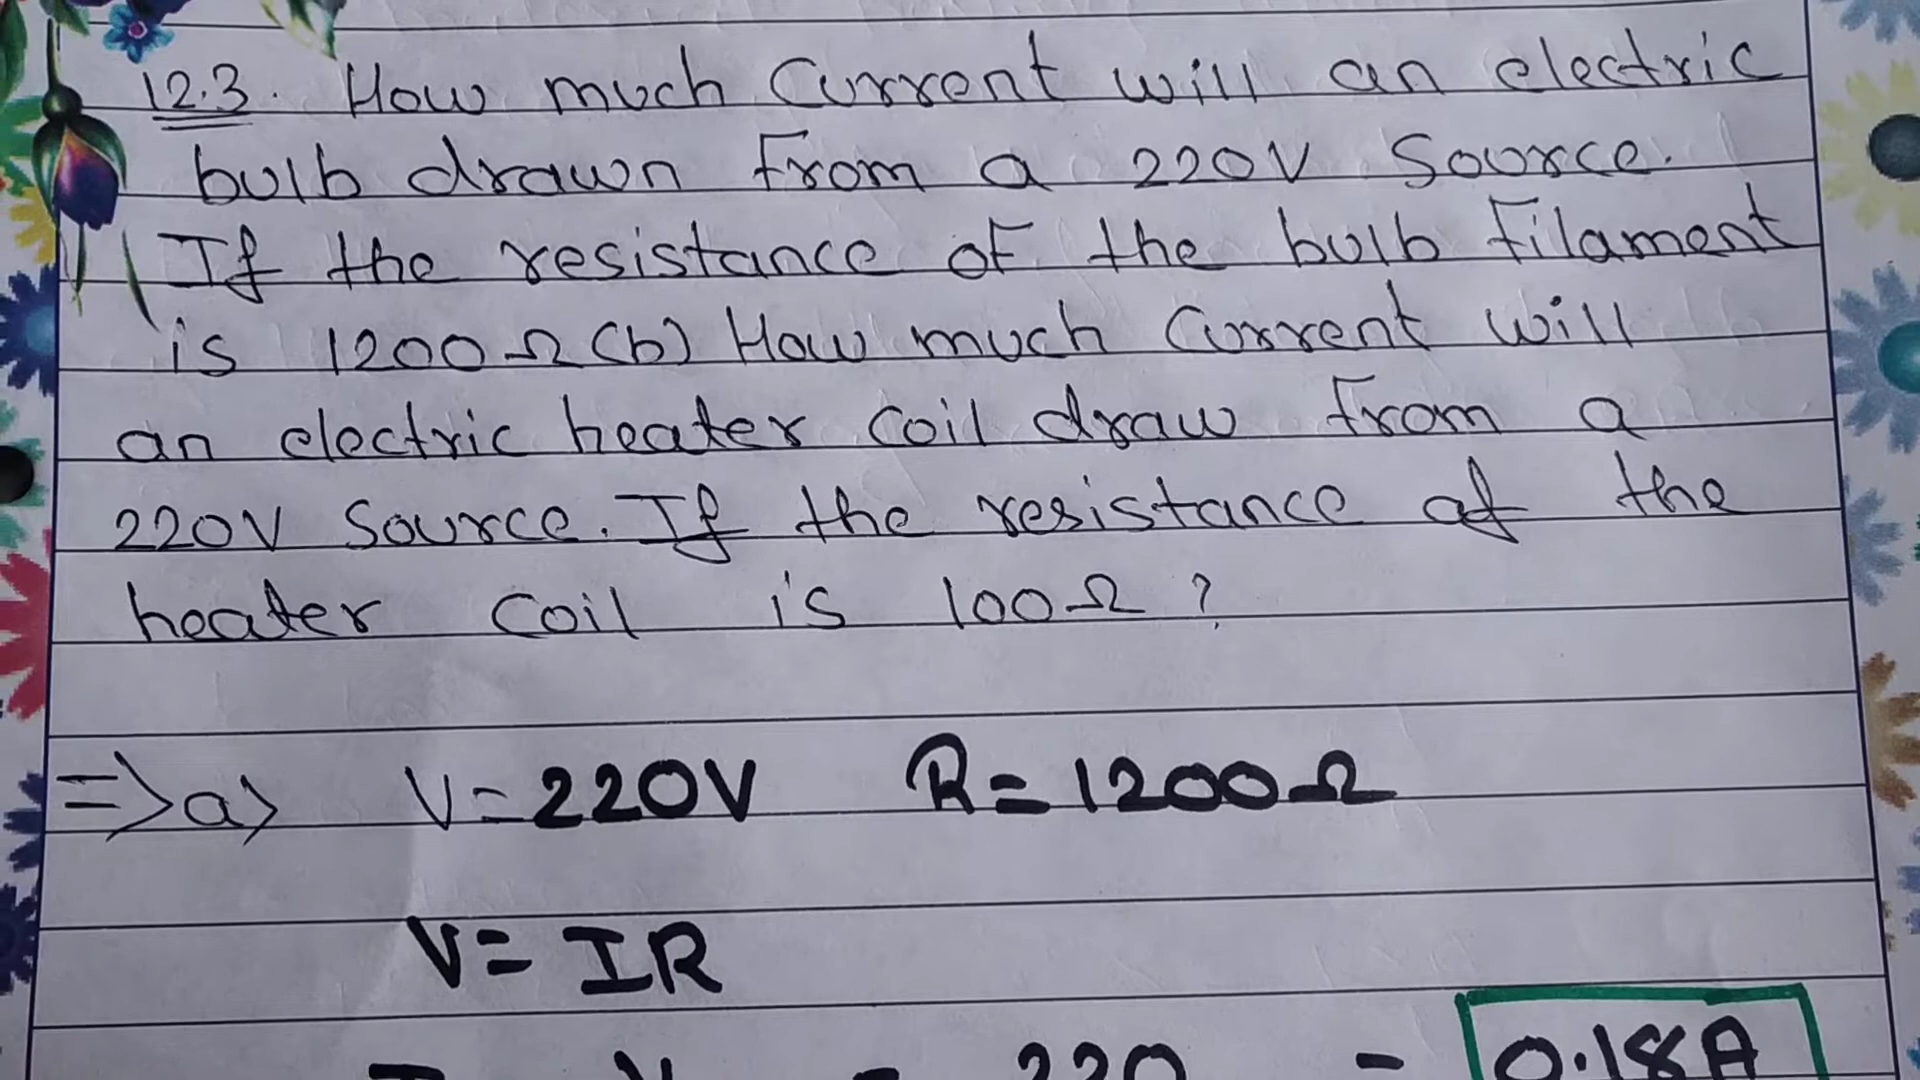 12.3. How much Current will an electric
bulb drawn from a 220V Source.
If the resistance of the bulb filament
is 1200Ω (b) How much Current will
an electric heater coil draw from a
220V Source. If the resistance of the
heater coil is 100Ω ?
=> a> V=220V R=1200Ω
V= IR
I V = 220 - 0.18A